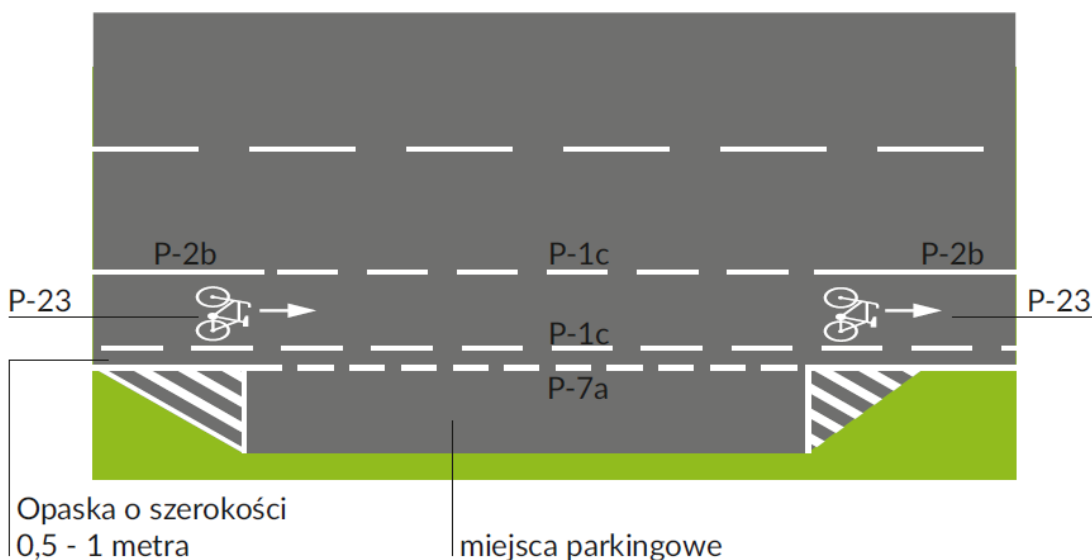 P-2b
P-1c
P-2b
P-23
P-23
P-1c
P-7a
Opaska o szerokości
0,5 - 1 metra
miejsca parkingowe